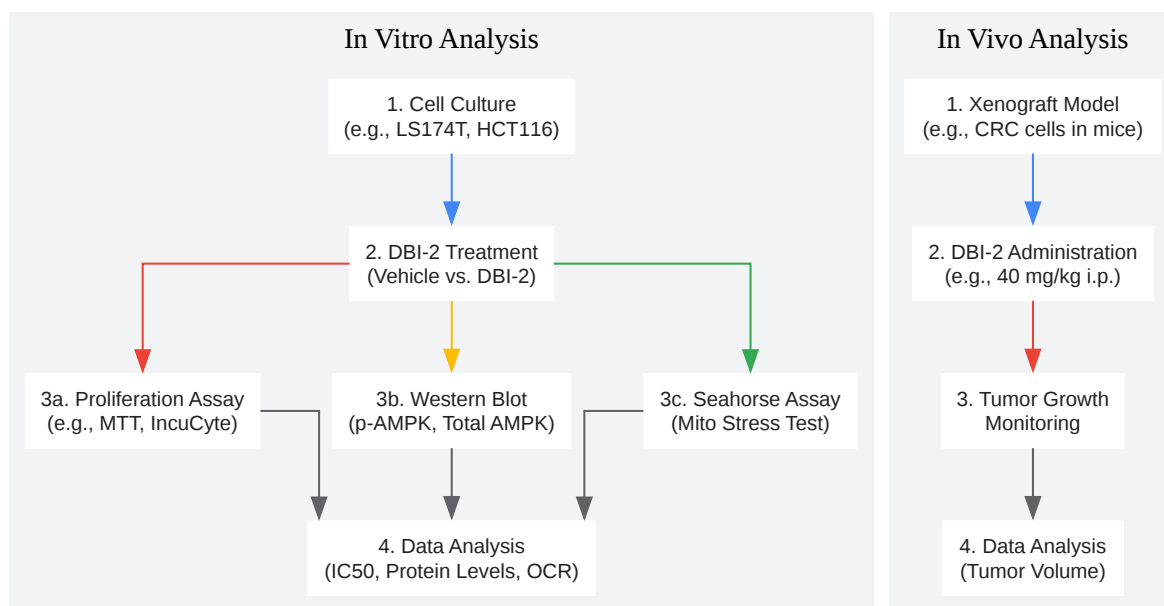 In Vitro Analysis
1. Cell Culture
(e.g., LS174T, HCT116)
2. DBI-2 Treatment
(Vehicle vs. DBI-2)
3a. Proliferation Assay
(e.g., MTT, IncuCyte)
3b. Western Blot
(p-AMPK, Total AMPK)
3c. Seahorse Assay
(Mito Stress Test)
4. Data Analysis
(IC50, Protein Levels, OCR)
In Vivo Analysis
1. Xenograft Model
(e.g., CRC cells in mice)
2. DBI-2 Administration
(e.g., 40 mg/kg i.p.)
3. Tumor Growth
Monitoring
4. Data Analysis
(Tumor Volume)